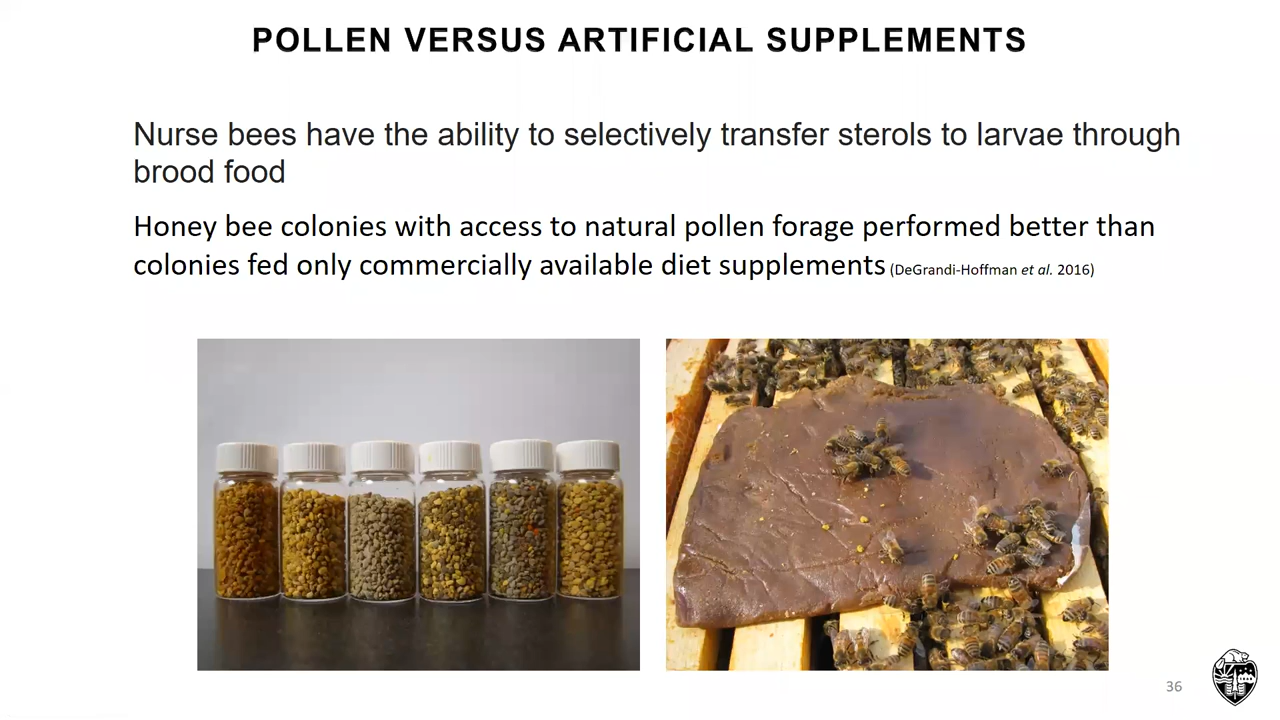 POLLEN VERSUS ARTIFICIAL SUPPLEMENTS
Nurse bees have the ability to selectively transfer sterols to larvae through
brood food
Honey bee colonies with access to natural pollen forage performed better than
colonies fed only commercially available diet supplements (DeGrandi-Hoffman et al. 2016)
36